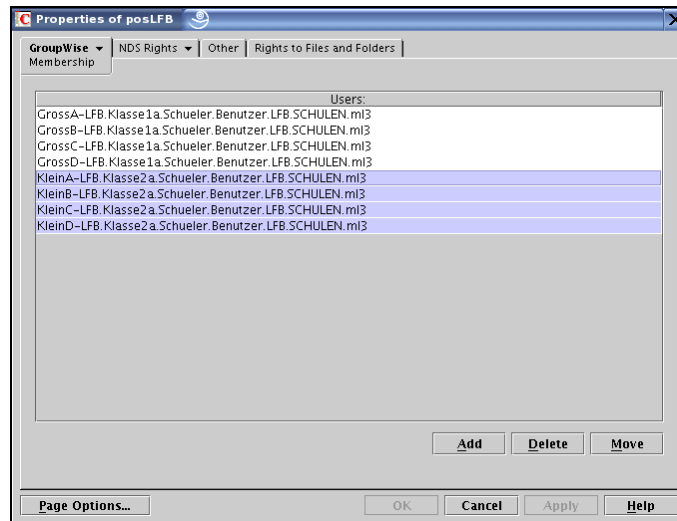 Properties of posLFB
GroupWise NDS Rights Other Rights to Files and Folders
Membership
Users:
GrossA-LFB.Klasse1a.Schueler.Benutzer.LFB.SCHULEN.ml3
GrossB-LFB.Klasse1a.Schueler.Benutzer.LFB.SCHULEN.ml3
GrossC-LFB.Klasse1a.Schueler.Benutzer.LFB.SCHULEN.ml3
GrossD-LFB.Klasse1a.Schueler.Benutzer.LFB.SCHULEN.ml3
KleinA-LFB.Klasse2a.Schueler.Benutzer.LFB.SCHULEN.ml3
KleinB-LFB.Klasse2a.Schueler.Benutzer.LFB.SCHULEN.ml3
KleinC-LFB.Klasse2a.Schueler.Benutzer.LFB.SCHULEN.ml3
KleinD-LFB.Klasse2a.Schueler.Benutzer.LFB.SCHULEN.ml3
Add Delete Move
Page Options... OK Cancel Apply Help